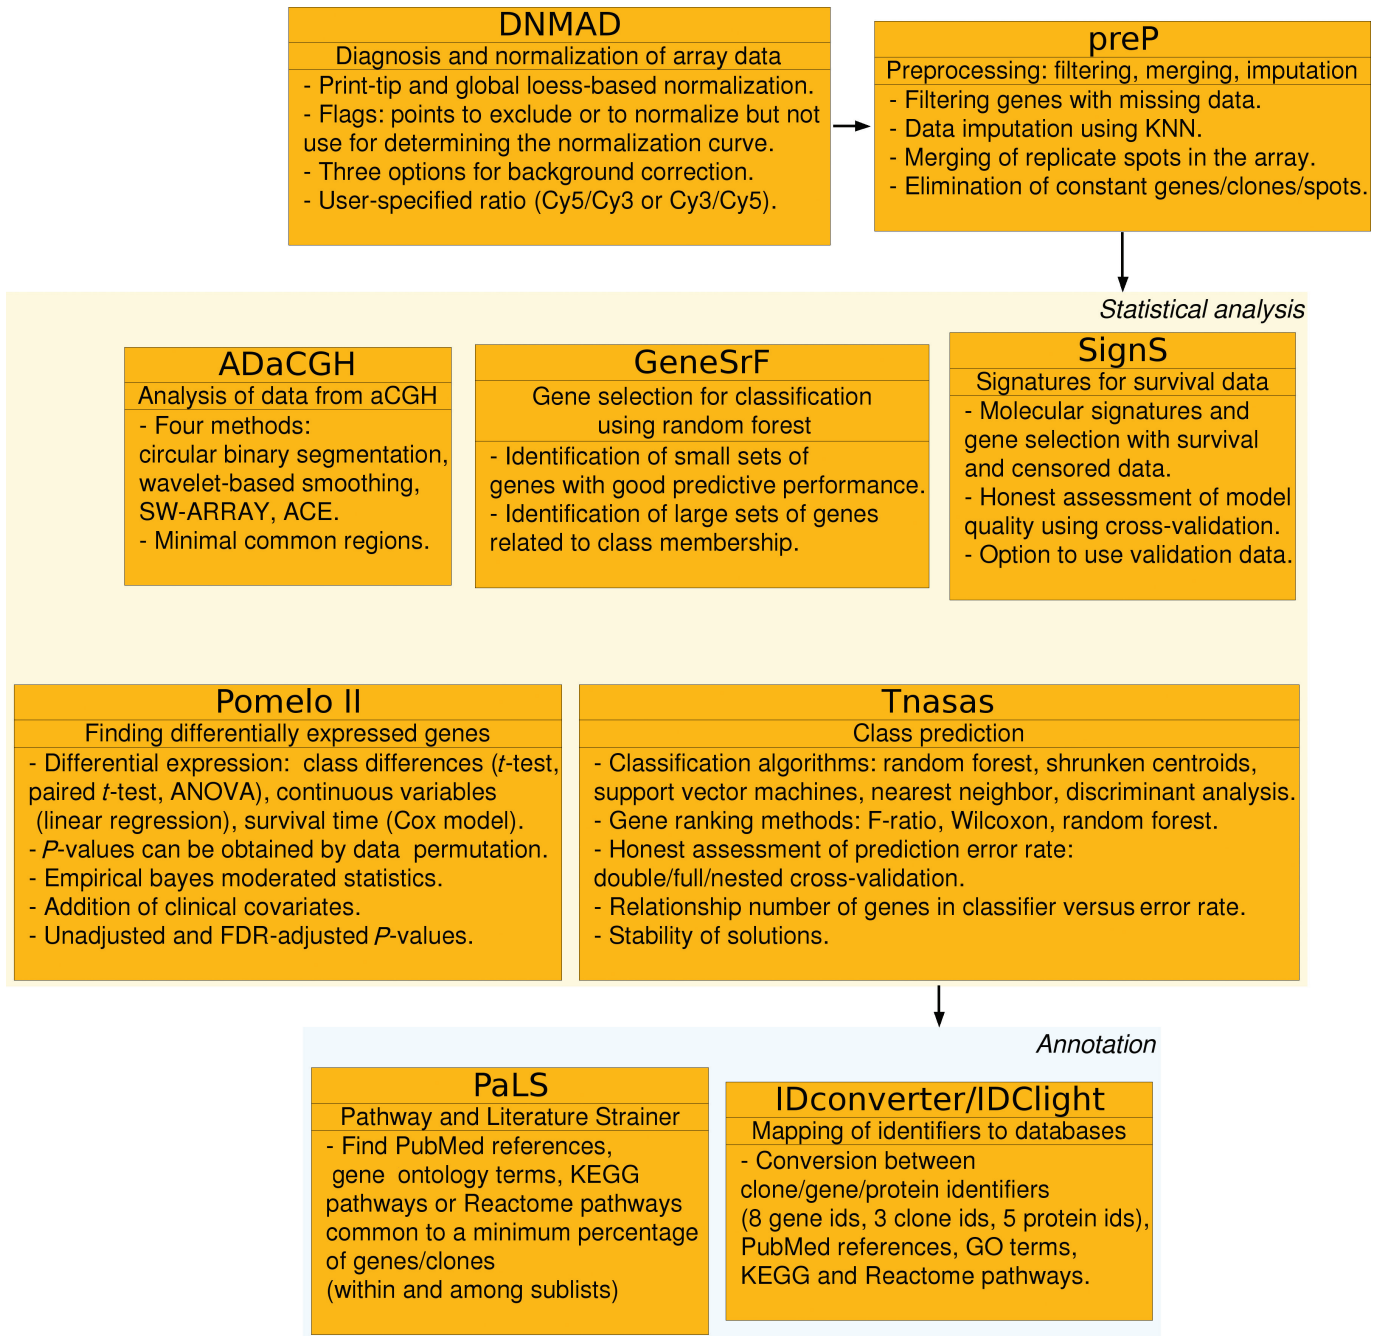 DNMAD
Diagnosis and normalization of array data
- Print-tip and global loess-based normalization.
- Flags: points to exclude or to normalize but not
use for determining the normalization curve.
- Three options for background correction.
- User-specified ratio (Cy5/Cy3 or Cy3/Cy5).
preP
Preprocessing: filtering, merging, imputation
- Filtering genes with missing data.
- Data imputation using KNN.
- Merging of replicate spots in the array.
- Elimination of constant genes/clones/spots.
Statistical analysis
ADaCGH
Analysis of data from aCGH
- Four methods:
circular binary segmentation,
wavelet-based smoothing,
SW-ARRAY, ACE.
- Minimal common regions.
GeneSrF
Gene selection for classification
using random forest
- Identification of small sets of
genes with good predictive performance.
- Identification of large sets of genes
related to class membership.
SignS
Signatures for survival data
- Molecular signatures and
gene selection with survival
and censored data.
- Honest assessment of model
quality using cross-validation.
- Option to use validation data.
Pomelo II
Finding differentially expressed genes
- Differential expression:  class differences (t-test,
paired t-test, ANOVA), continuous variables
(linear regression), survival time (Cox model).
- P-values can be obtained by data  permutation.
- Empirical bayes moderated statistics.
- Addition of clinical covariates.
- Unadjusted and FDR-adjusted P-values.
Tnasas
Class prediction
- Classification algorithms: random forest, shrunken centroids,
support vector machines, nearest neighbor, discriminant analysis.
- Gene ranking methods: F-ratio, Wilcoxon, random forest.
- Honest assessment of prediction error rate:
double/full/nested cross-validation.
- Relationship number of genes in classifier versus error rate.
- Stability of solutions.
Annotation
PaLS
Pathway and Literature Strainer
- Find PubMed references,
gene  ontology terms, KEGG
pathways or Reactome pathways
common to a minimum percentage
of genes/clones
(within and among sublists)
IDconverter/IDClight
Mapping of identifiers to databases
- Conversion between
clone/gene/protein identifiers
(8 gene ids, 3 clone ids, 5 protein ids),
PubMed references, GO terms,
KEGG and Reactome pathways.